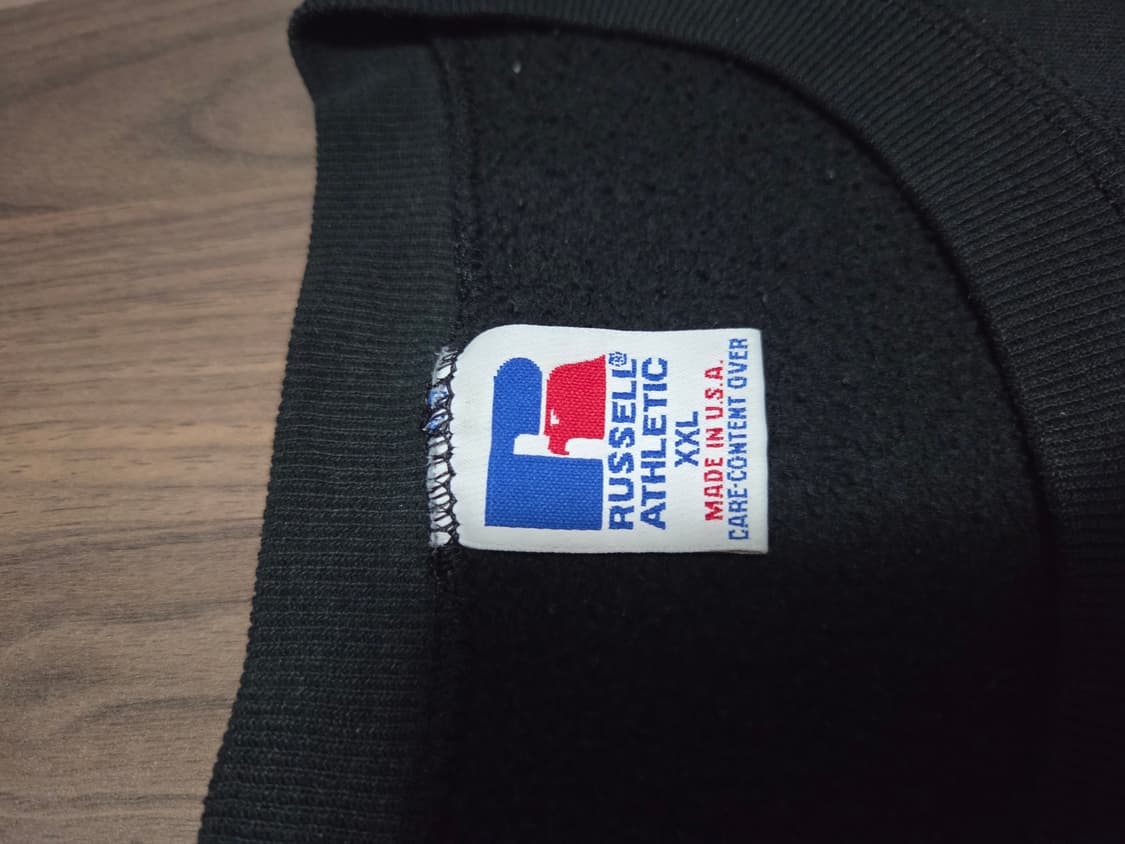 RUSSELL®
ATHLETIC
XXL
MADE IN U.S.A.
CARE-CONTENT OVER